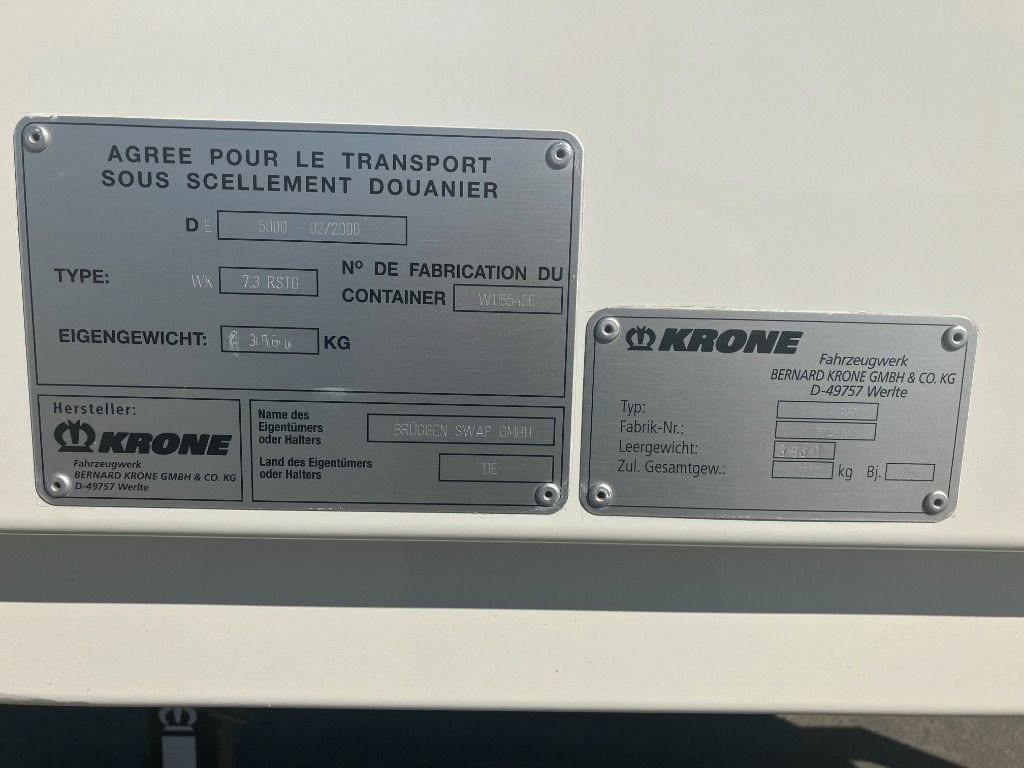 AGREE POUR LE TRANSPORT
SOUS SCELLEMENT DOUANIER
D E 5000 - 02/2000
TYPE: WK 7.3 RSTG
Nº DE FABRICATION DU
CONTAINER
EIGENGEWICHT: KG
Hersteller:
KRONE
Fahrzeugwerk
BERNARD KRONE GMBH & CO. KG
D-49757 Werlte
Name des
Eigentümers
oder Halters
BRÜGGEN SWAP GMBH
Land des Eigentümers
oder Halters
DE
KRONE
Fahrzeugwerk
BERNARD KRONE GMBH & CO. KG
D-49757 Werlte
Typ:
Fabrik-Nr.:
Leergewicht:
Zul. Gesamtgew.: kg Bj.